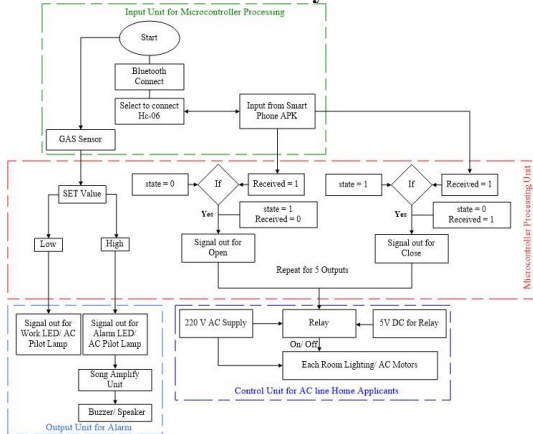 Input Unit for Microcontroller Processing
Start
Bluetooth
Connect
Select to connect
Hc-06
Input from Smart
Phone APK
GAS Sensor
SET Value
Low
High
state = 0
If
Received = 1
Yes
state = 1
Received = 0
Signal out for
Open
state = 1
If
Received = 1
Yes
state = 0
Received = 1
Signal out for
Close
Repeat for 5 Outputs
Microcontroller Processing Unit
Signal out for
Work LED/ AC
Pilot Lamp
Signal out for
Alarm LED/
AC Pilot Lamp
Song Amplify
Unit
Buzzer/ Speaker
Output Unit for Alarm
220 V AC Supply
Relay
5V DC for Relay
On/ Off
Each Room Lighting/ AC Motors
Control Unit for AC line Home Applicants